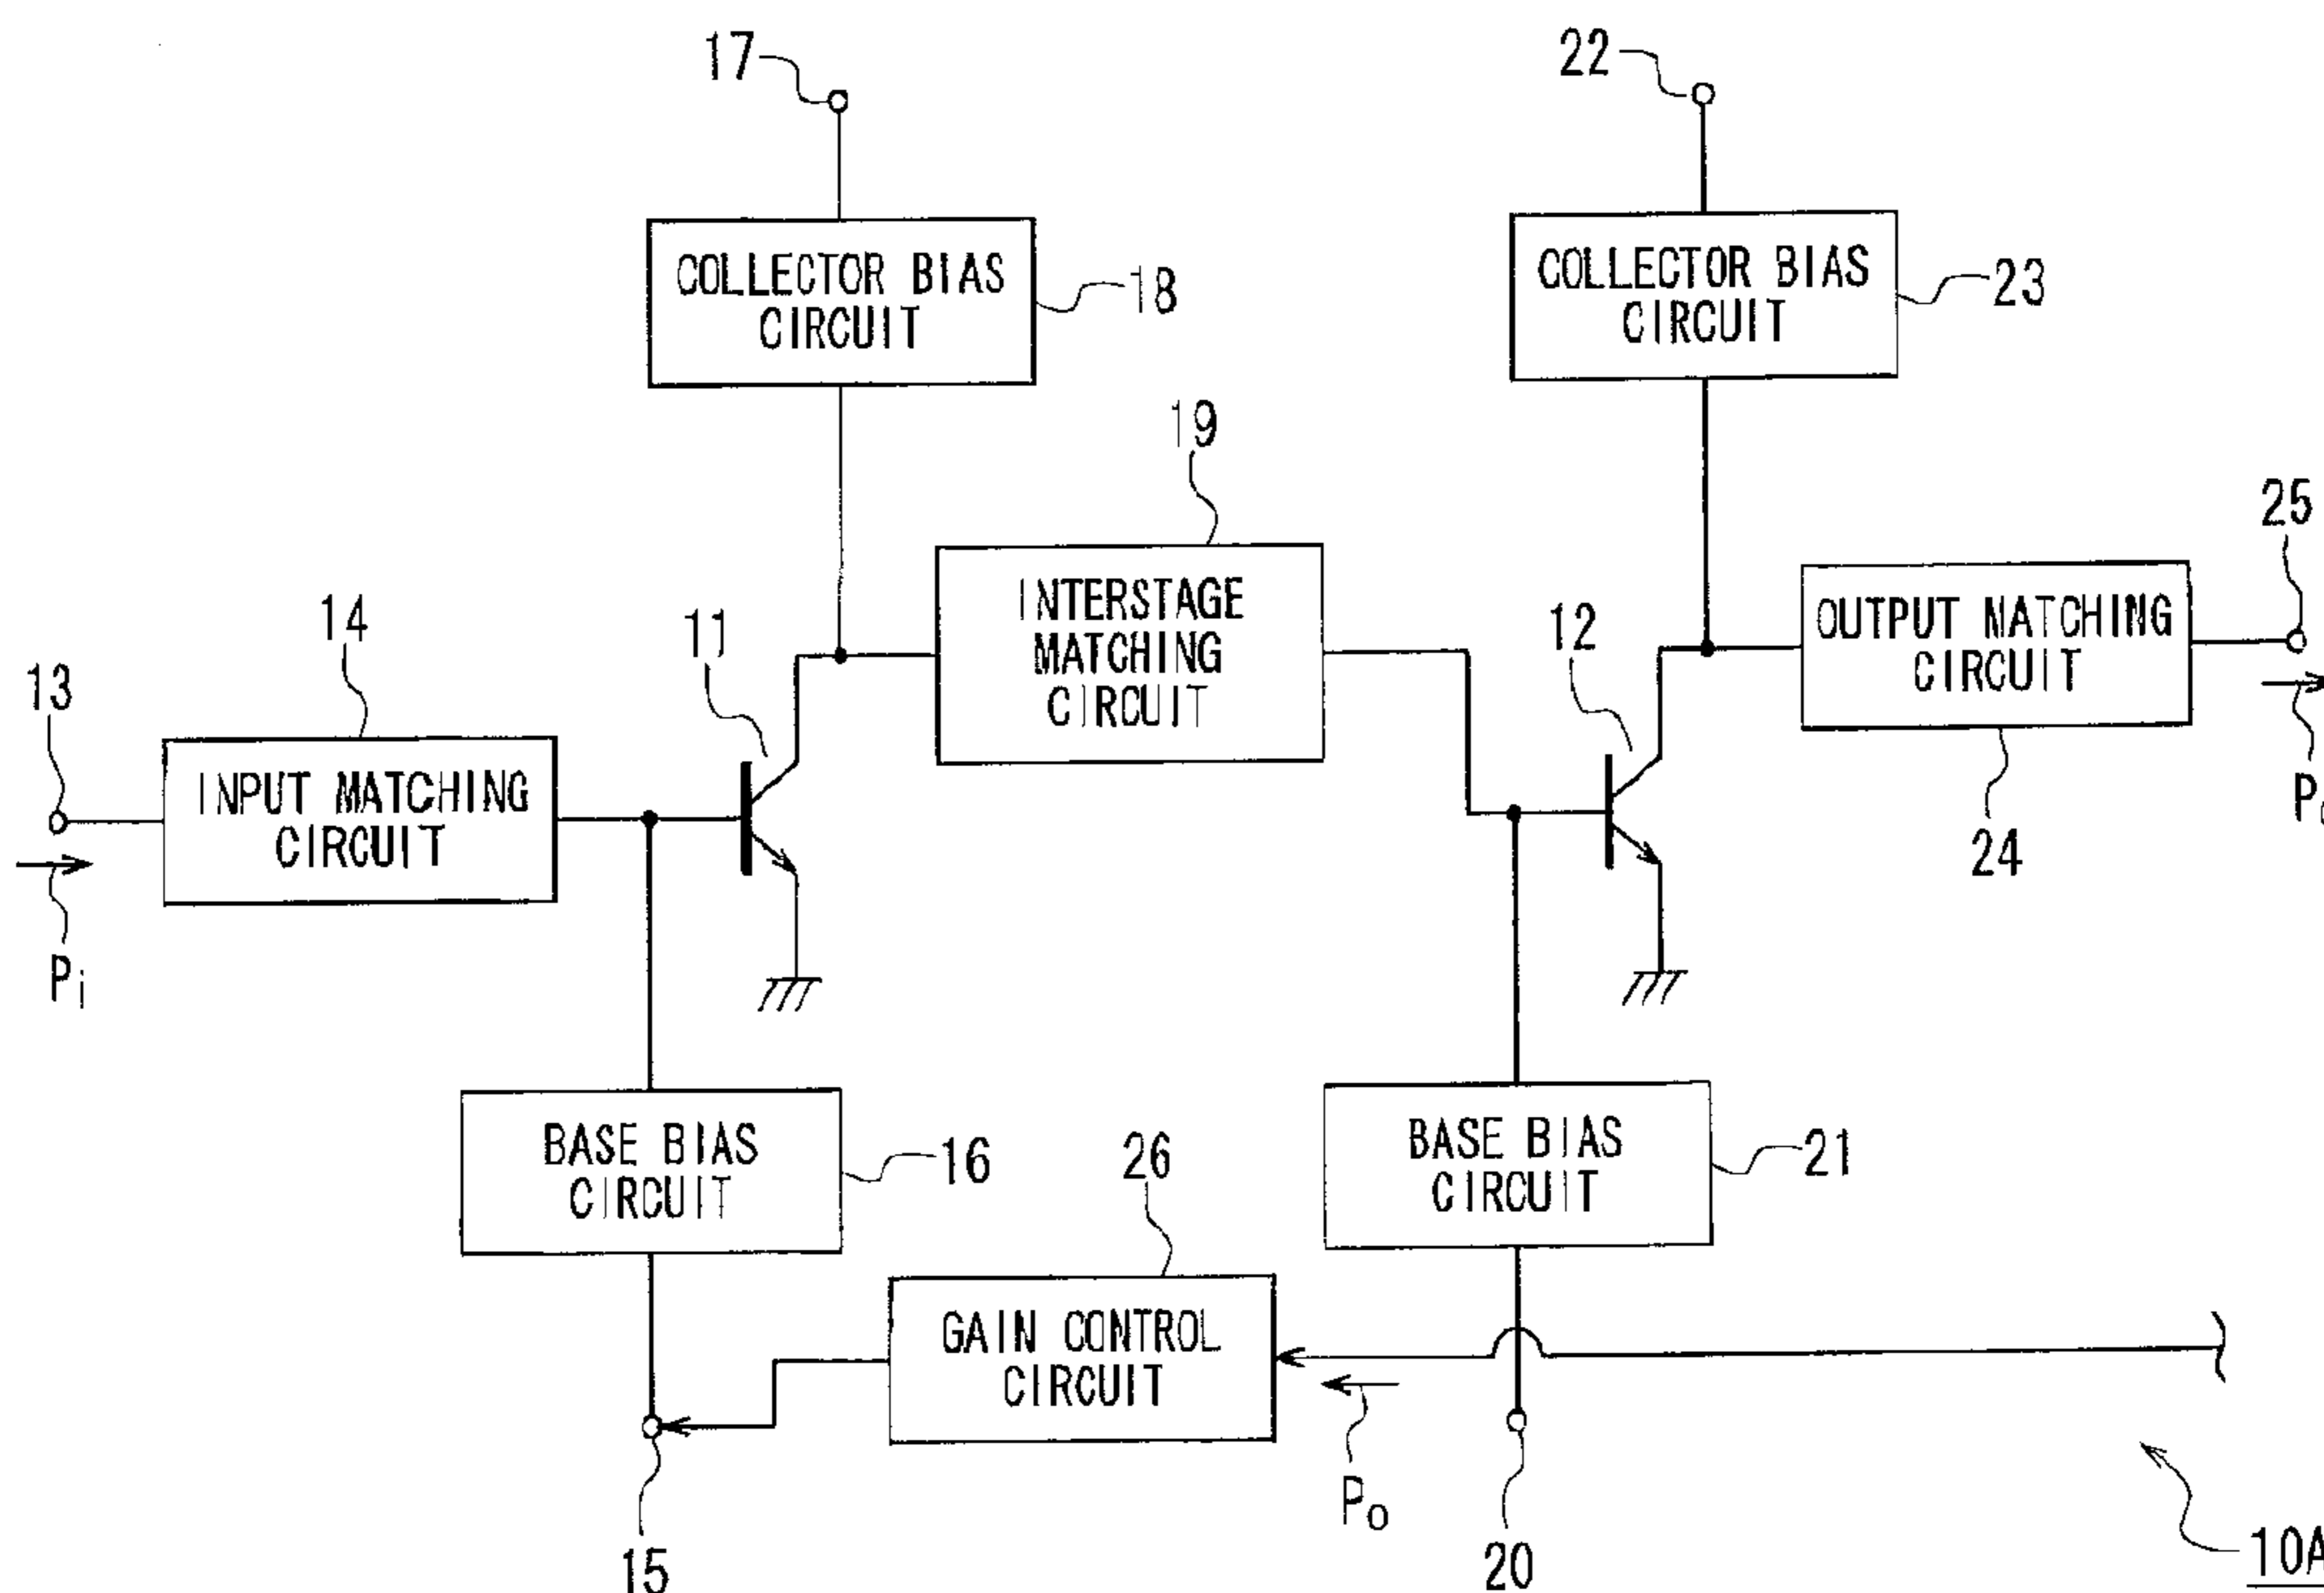 17
22
COLLECTOR BIAS
CIRCUIT
18
COLLECTOR BIAS
CIRCUIT
23
19
25
14
11
INTERSTAGE
MATCHING
CIRCUIT
12
OUTPUT MATCHING
CIRCUIT
13
INPUT MATCHING
CIRCUIT
24
Pi
BASE BIAS
CIRCUIT
16
26
BASE BIAS
CIRCUIT
21
GAIN CONTROL
CIRCUIT
Po
15
20
10A